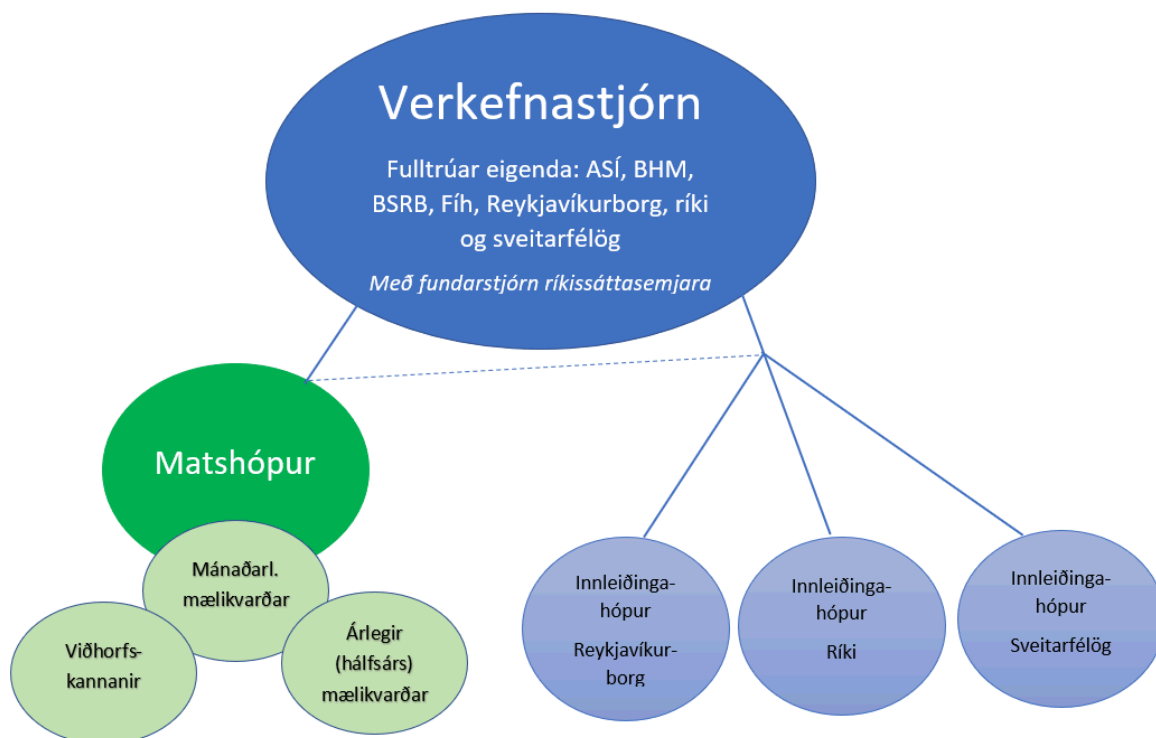 Verkefnastjórn
Fulltrúar eigenda: ASÍ, BHM,
BSRB, Fíh, Reykjavíkurborg, ríki
og sveitarfélög
Með fundarstjórn ríkissáttasemjara
Matshópur
Mánaðarl.
mælikvarðar
Viðhorfs-
kannanir
Árlegir
(hálfsárs)
mælikvarðar
Innleiðinga-
hópur
Reykjavíkur-
borg
Innleiðinga-
hópur
Ríki
Innleiðinga-
hópur
Sveitarfélög